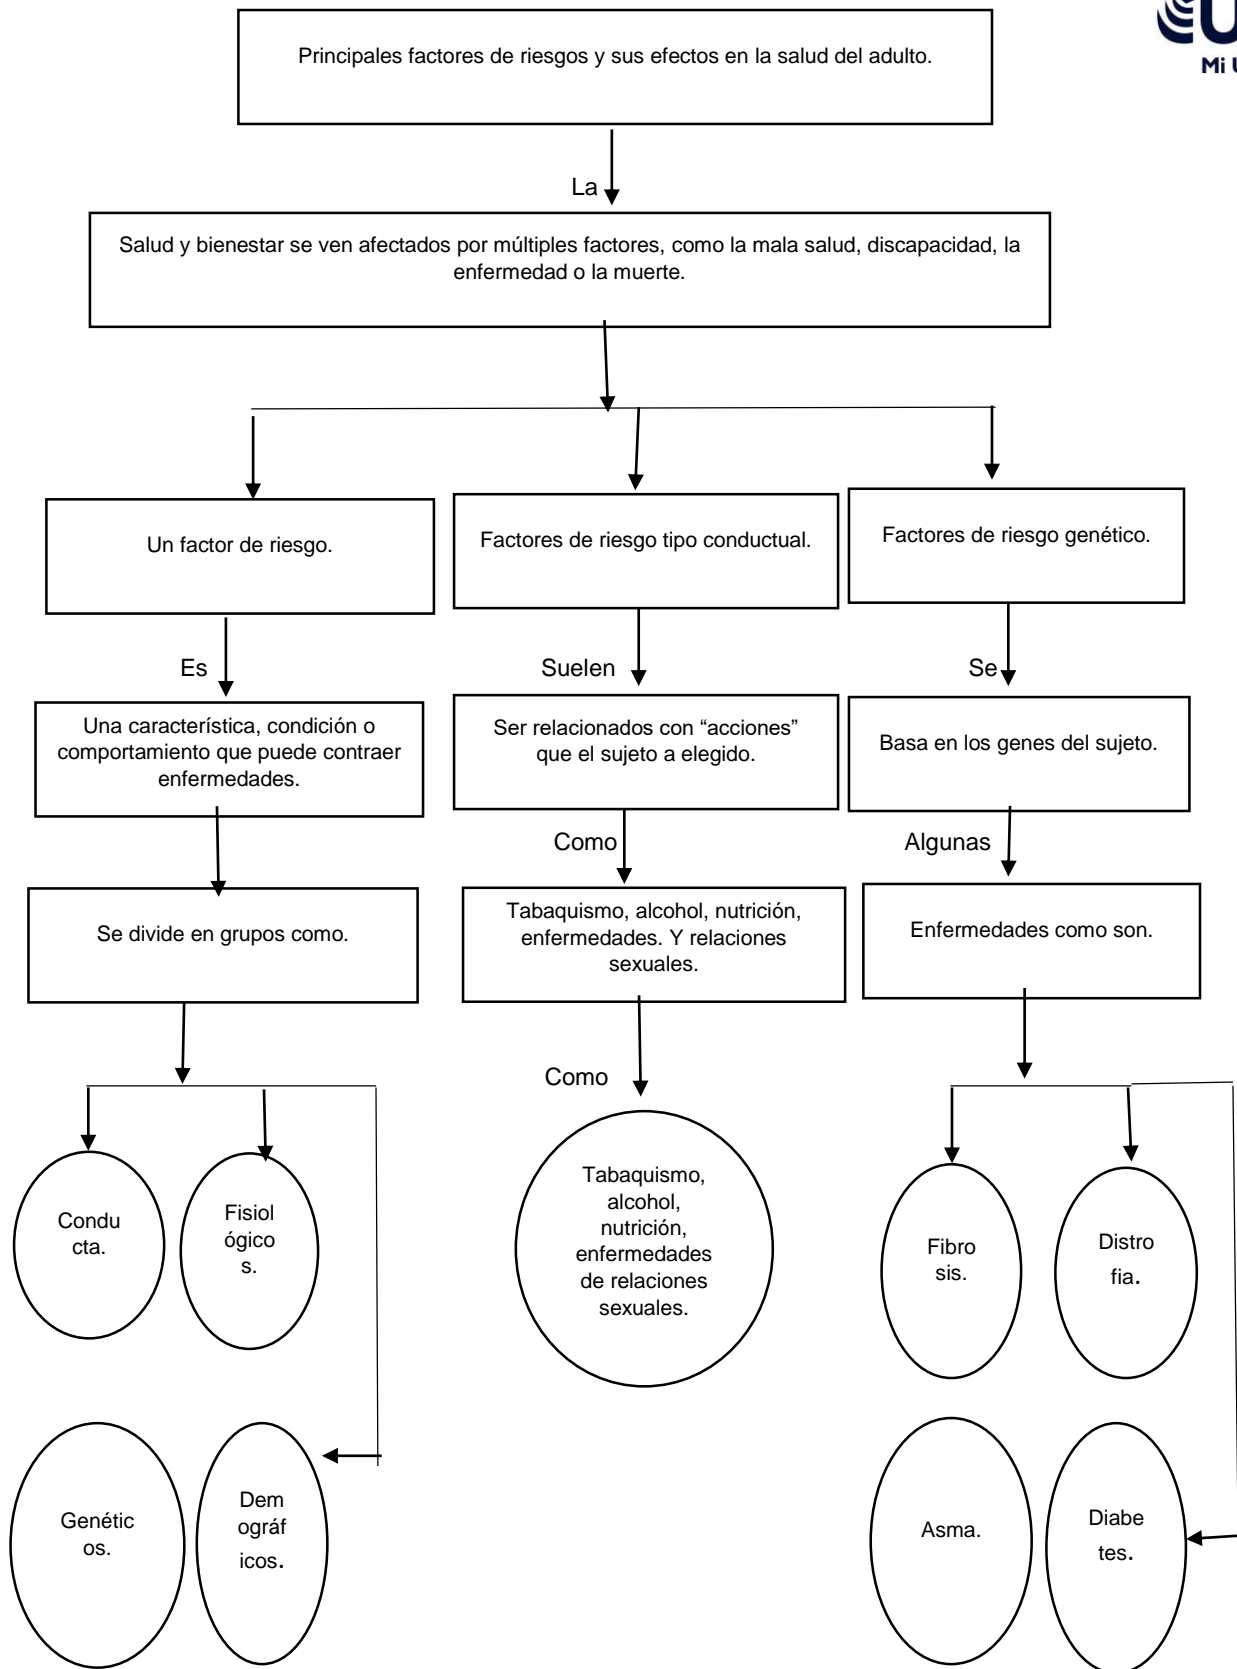 Principales factores de riesgos y sus efectos en la salud del adulto.
Mi
La
Salud y bienestar se ven afectados por múltiples factores, como la mala salud, discapacidad, la
enfermedad o la muerte.
Un factor de riesgo.
Factores de riesgo tipo conductual.
Factores de riesgo genético.
Es
Suelen
Se
Una característica, condición o
comportamiento que puede contraer
enfermedades.
Ser relacionados con “acciones”
que el sujeto a elegido.
Basa en los genes del sujeto.
Como
Algunas
Se divide en grupos como.
Tabaquismo, alcohol, nutrición,
enfermedades. Y relaciones
sexuales.
Enfermedades como son.
Como
Condu
cta.
Fisiol
ógico
s.
Tabaquismo,
alcohol,
nutrición,
enfermedades
de relaciones
sexuales.
Fibro
sis.
Distro
fia.
Genétic
os.
Dem
ográf
icos.
Asma.
Diabe
tes.